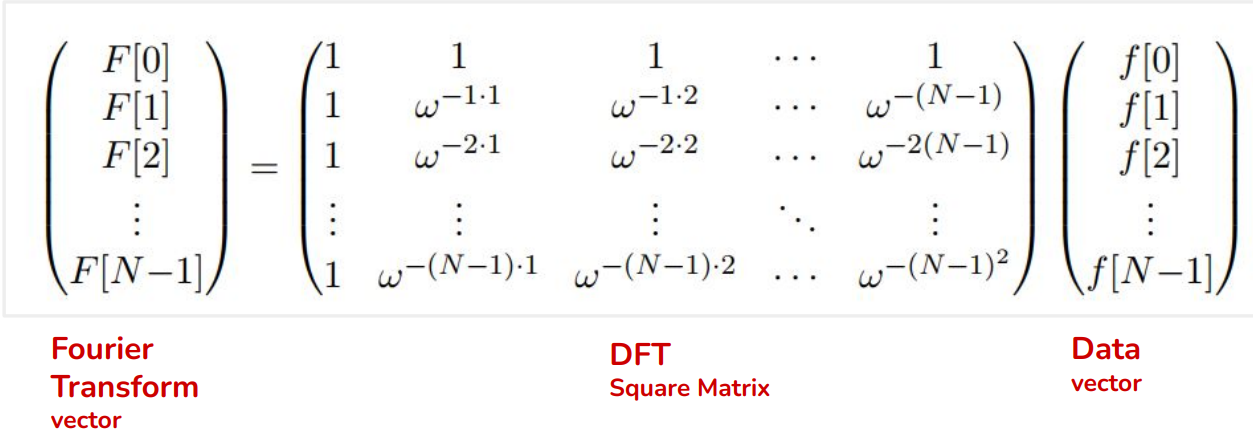 F[0] 1 1 1 ⋯ 1 f[0]
F[1] 1 ω^{−1·1} ω^{−1·2} ⋯ ω^{−(N−1)} f[1]
F[2] = 1 ω^{−2·1} ω^{−2·2} ⋯ ω^{−2(N−1)} f[2]
⋮ ⋮ ⋮ ⋮ ⋱ ⋮ ⋮
F[N−1] 1 ω^{−(N−1)·1} ω^{−(N−1)·2} ⋯ ω^{−(N−1)^2} f[N−1]
Fourier
Transform
vector
DFT
Square Matrix
Data
vector